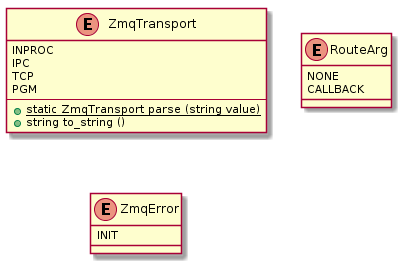 E ZmqTransport
INPROC
IPC
TCP
PGM
static ZmqTransport parse (string value)
string to_string ()
E RouteArg
NONE
CALLBACK
E ZmqError
INIT